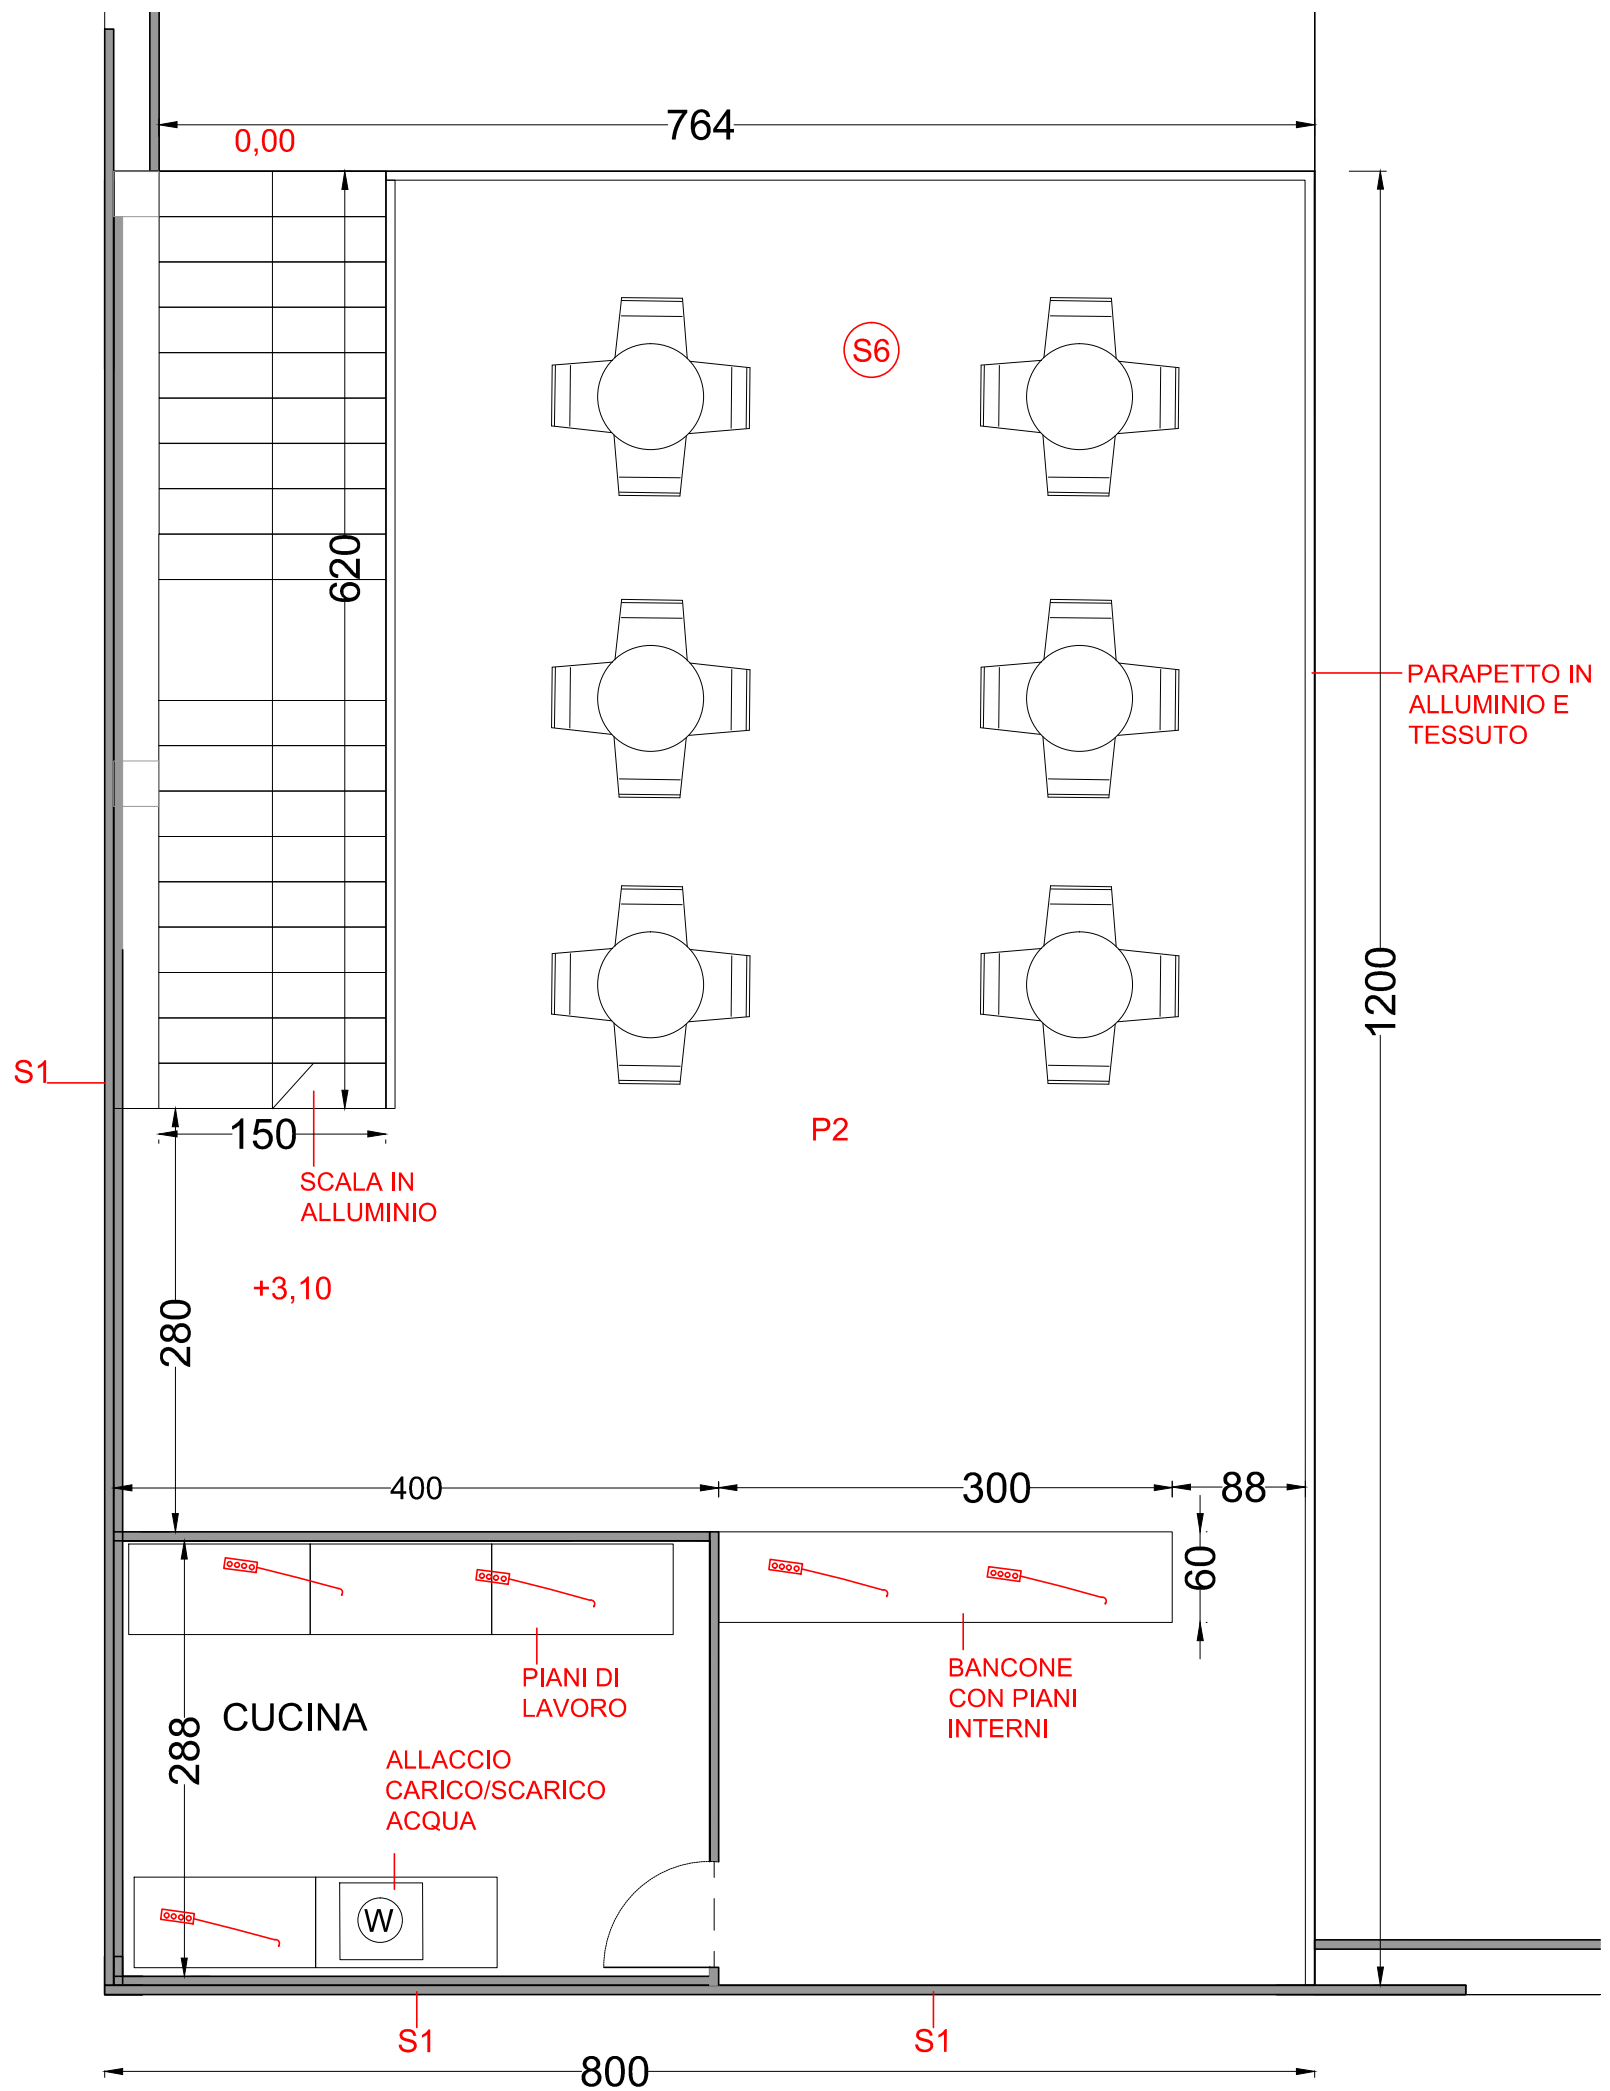 764
0,00
S6
620
PARAPETTO IN
ALLUMINIO E
TESSUTO
1200
S1
150
P2
SCALA IN
ALLUMINIO
+3,10
280
400
300
88
60
PIANI DI
LAVORO
BANCONE
CON PIANI
INTERNI
CUCINA
288
ALLACCIO
CARICO/SCARICO
ACQUA
W
S1
S1
800